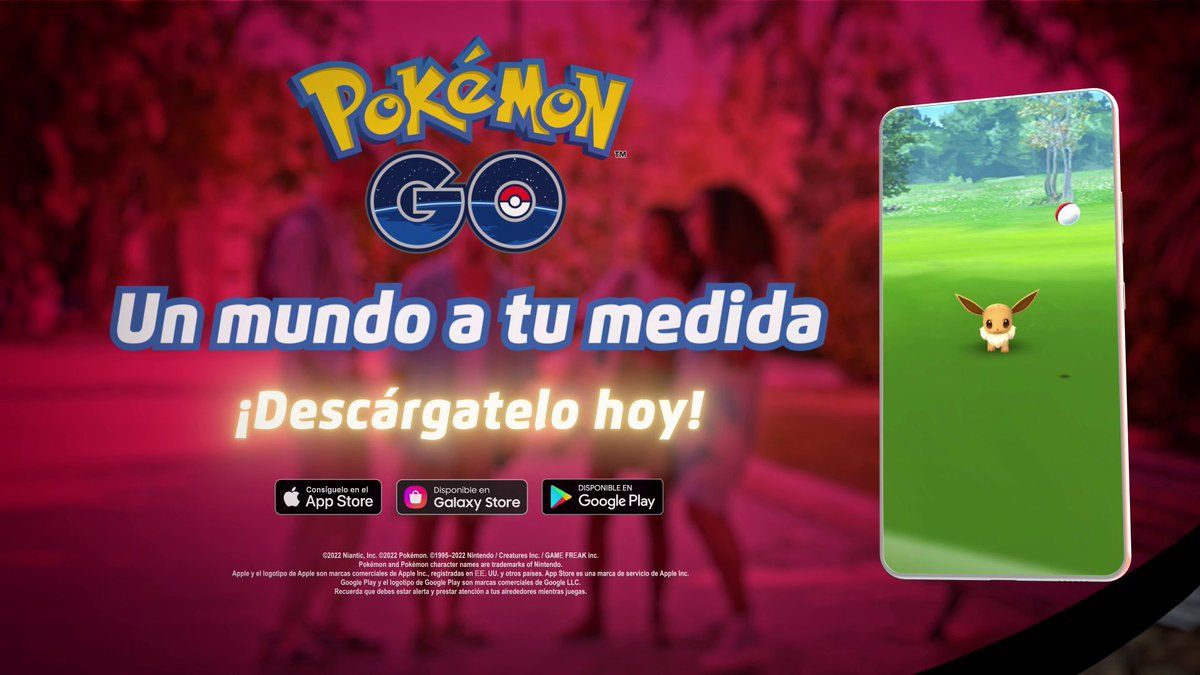 POKÉMON
TM
GO
Un mundo a tu medida
¡Descárgatelo hoy!
Consíguelo en el
App Store
Disponible en
Galaxy Store
DISPONIBLE EN
Google Play
©2022 Niantic, Inc. ©2022 Pokémon. ©1995–2022 Nintendo / Creatures Inc. / GAME FREAK inc.
Pokémon and Pokémon character names are trademarks of Nintendo.
Apple y el logotipo de Apple son marcas comerciales de Apple Inc., registradas en EE. UU. y otros países. App Store es una marca de servicio de Apple Inc.
Google Play y el logotipo de Google Play son marcas comerciales de Google LLC.
Recuerda que debes estar alerta y prestar atención a tus alrededores mientras juegas.